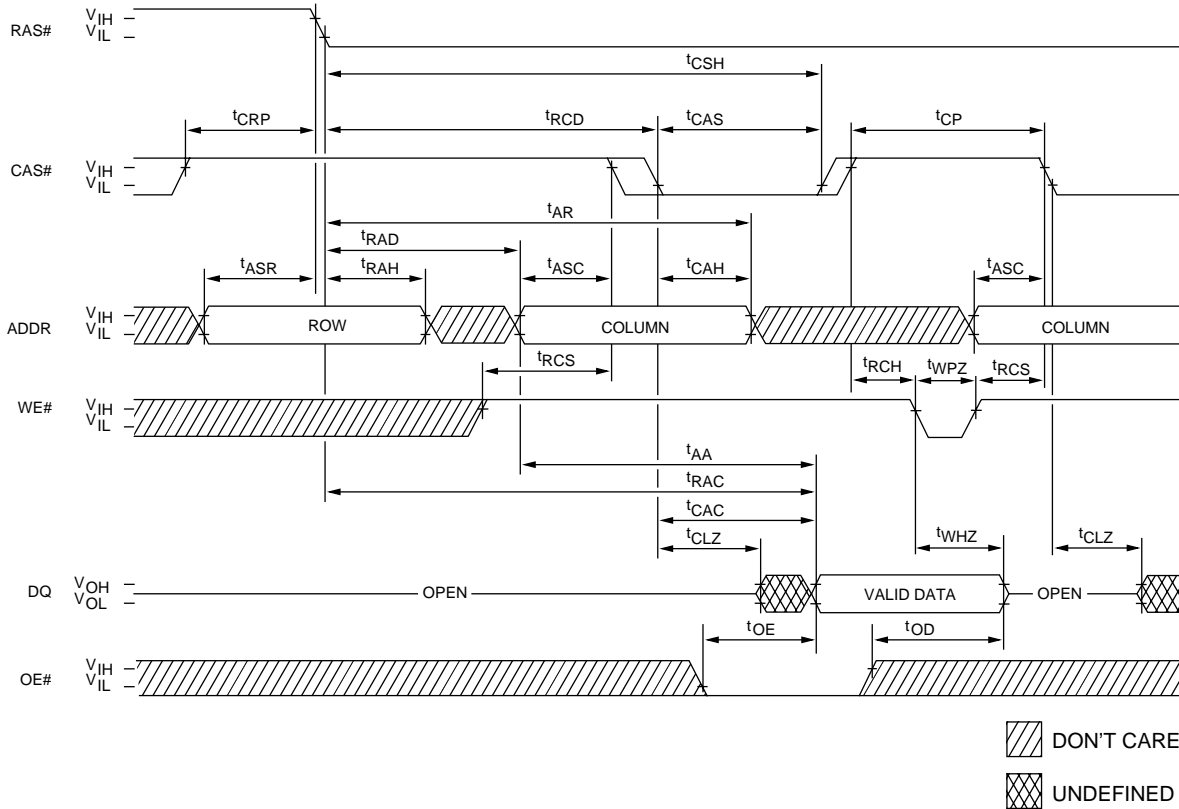 RAS#
VIH
VIL
tCSH
tCRP
tRCD
tCAS
tCP
CAS#
VIH
VIL
tAR
tRAD
tASR
tRAH
tASC
tCAH
tASC
ADDR
VIH
VIL
ROW
COLUMN
COLUMN
tRCS
tRCH
tWPZ
tRCS
WE#
VIH
VIL
tAA
tRAC
tCAC
tCLZ
tWHZ
tCLZ
DQ
VOH
VOL
OPEN
VALID DATA
OPEN
tOE
tOD
OE#
VIH
VIL
DON'T CARE
UNDEFINED